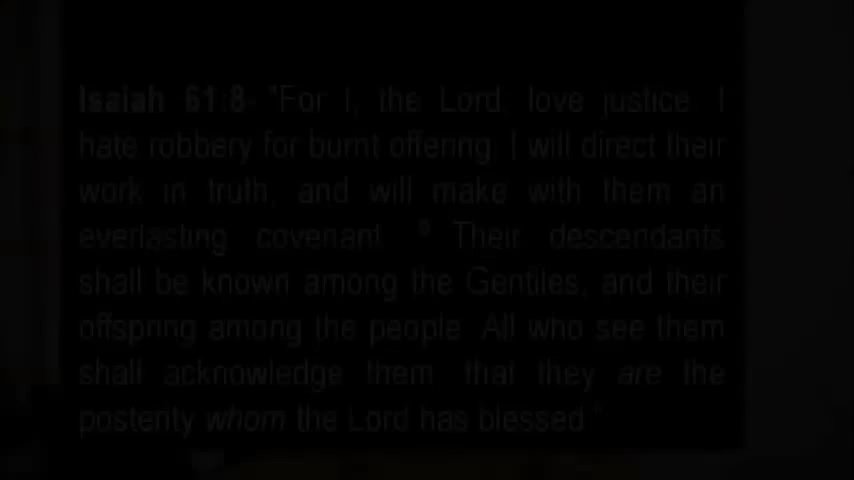 Isaiah 61:8- "For I, the Lord, love justice. I
hate robbery for burnt offering; I will direct their
work in truth, and will make with them an
everlasting covenant. 9 Their descendants
shall be known among the Gentiles, and their
offspring among the people. All who see them
shall acknowledge them, that they are the
posterity whom the Lord has blessed."